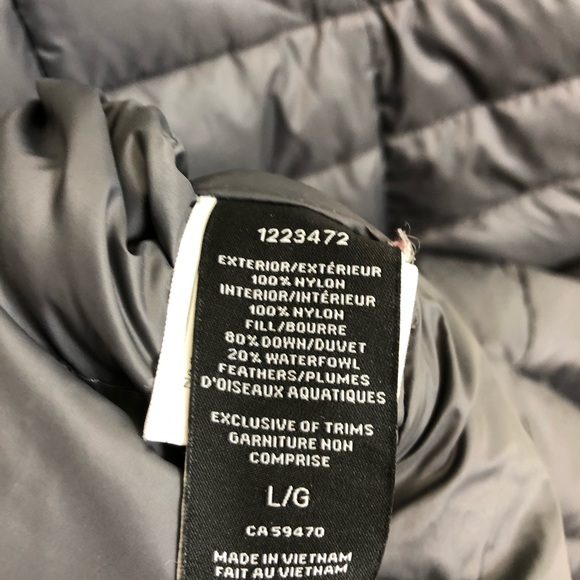 1223472
EXTERIOR/EXTÉRIEUR
100% NYLON
INTERIOR/INTÉRIEUR
100% NYLON
FILL/BOURRE
80% DOWN/DUVET
20% WATERFOWL
FEATHERS/PLUMES
D'OISEAUX AQUATIQUES
EXCLUSIVE OF TRIMS
GARNITURE NON
COMPRISE
L/G
CA 59470
MADE IN VIETNAM
FAIT AU VIETNAM